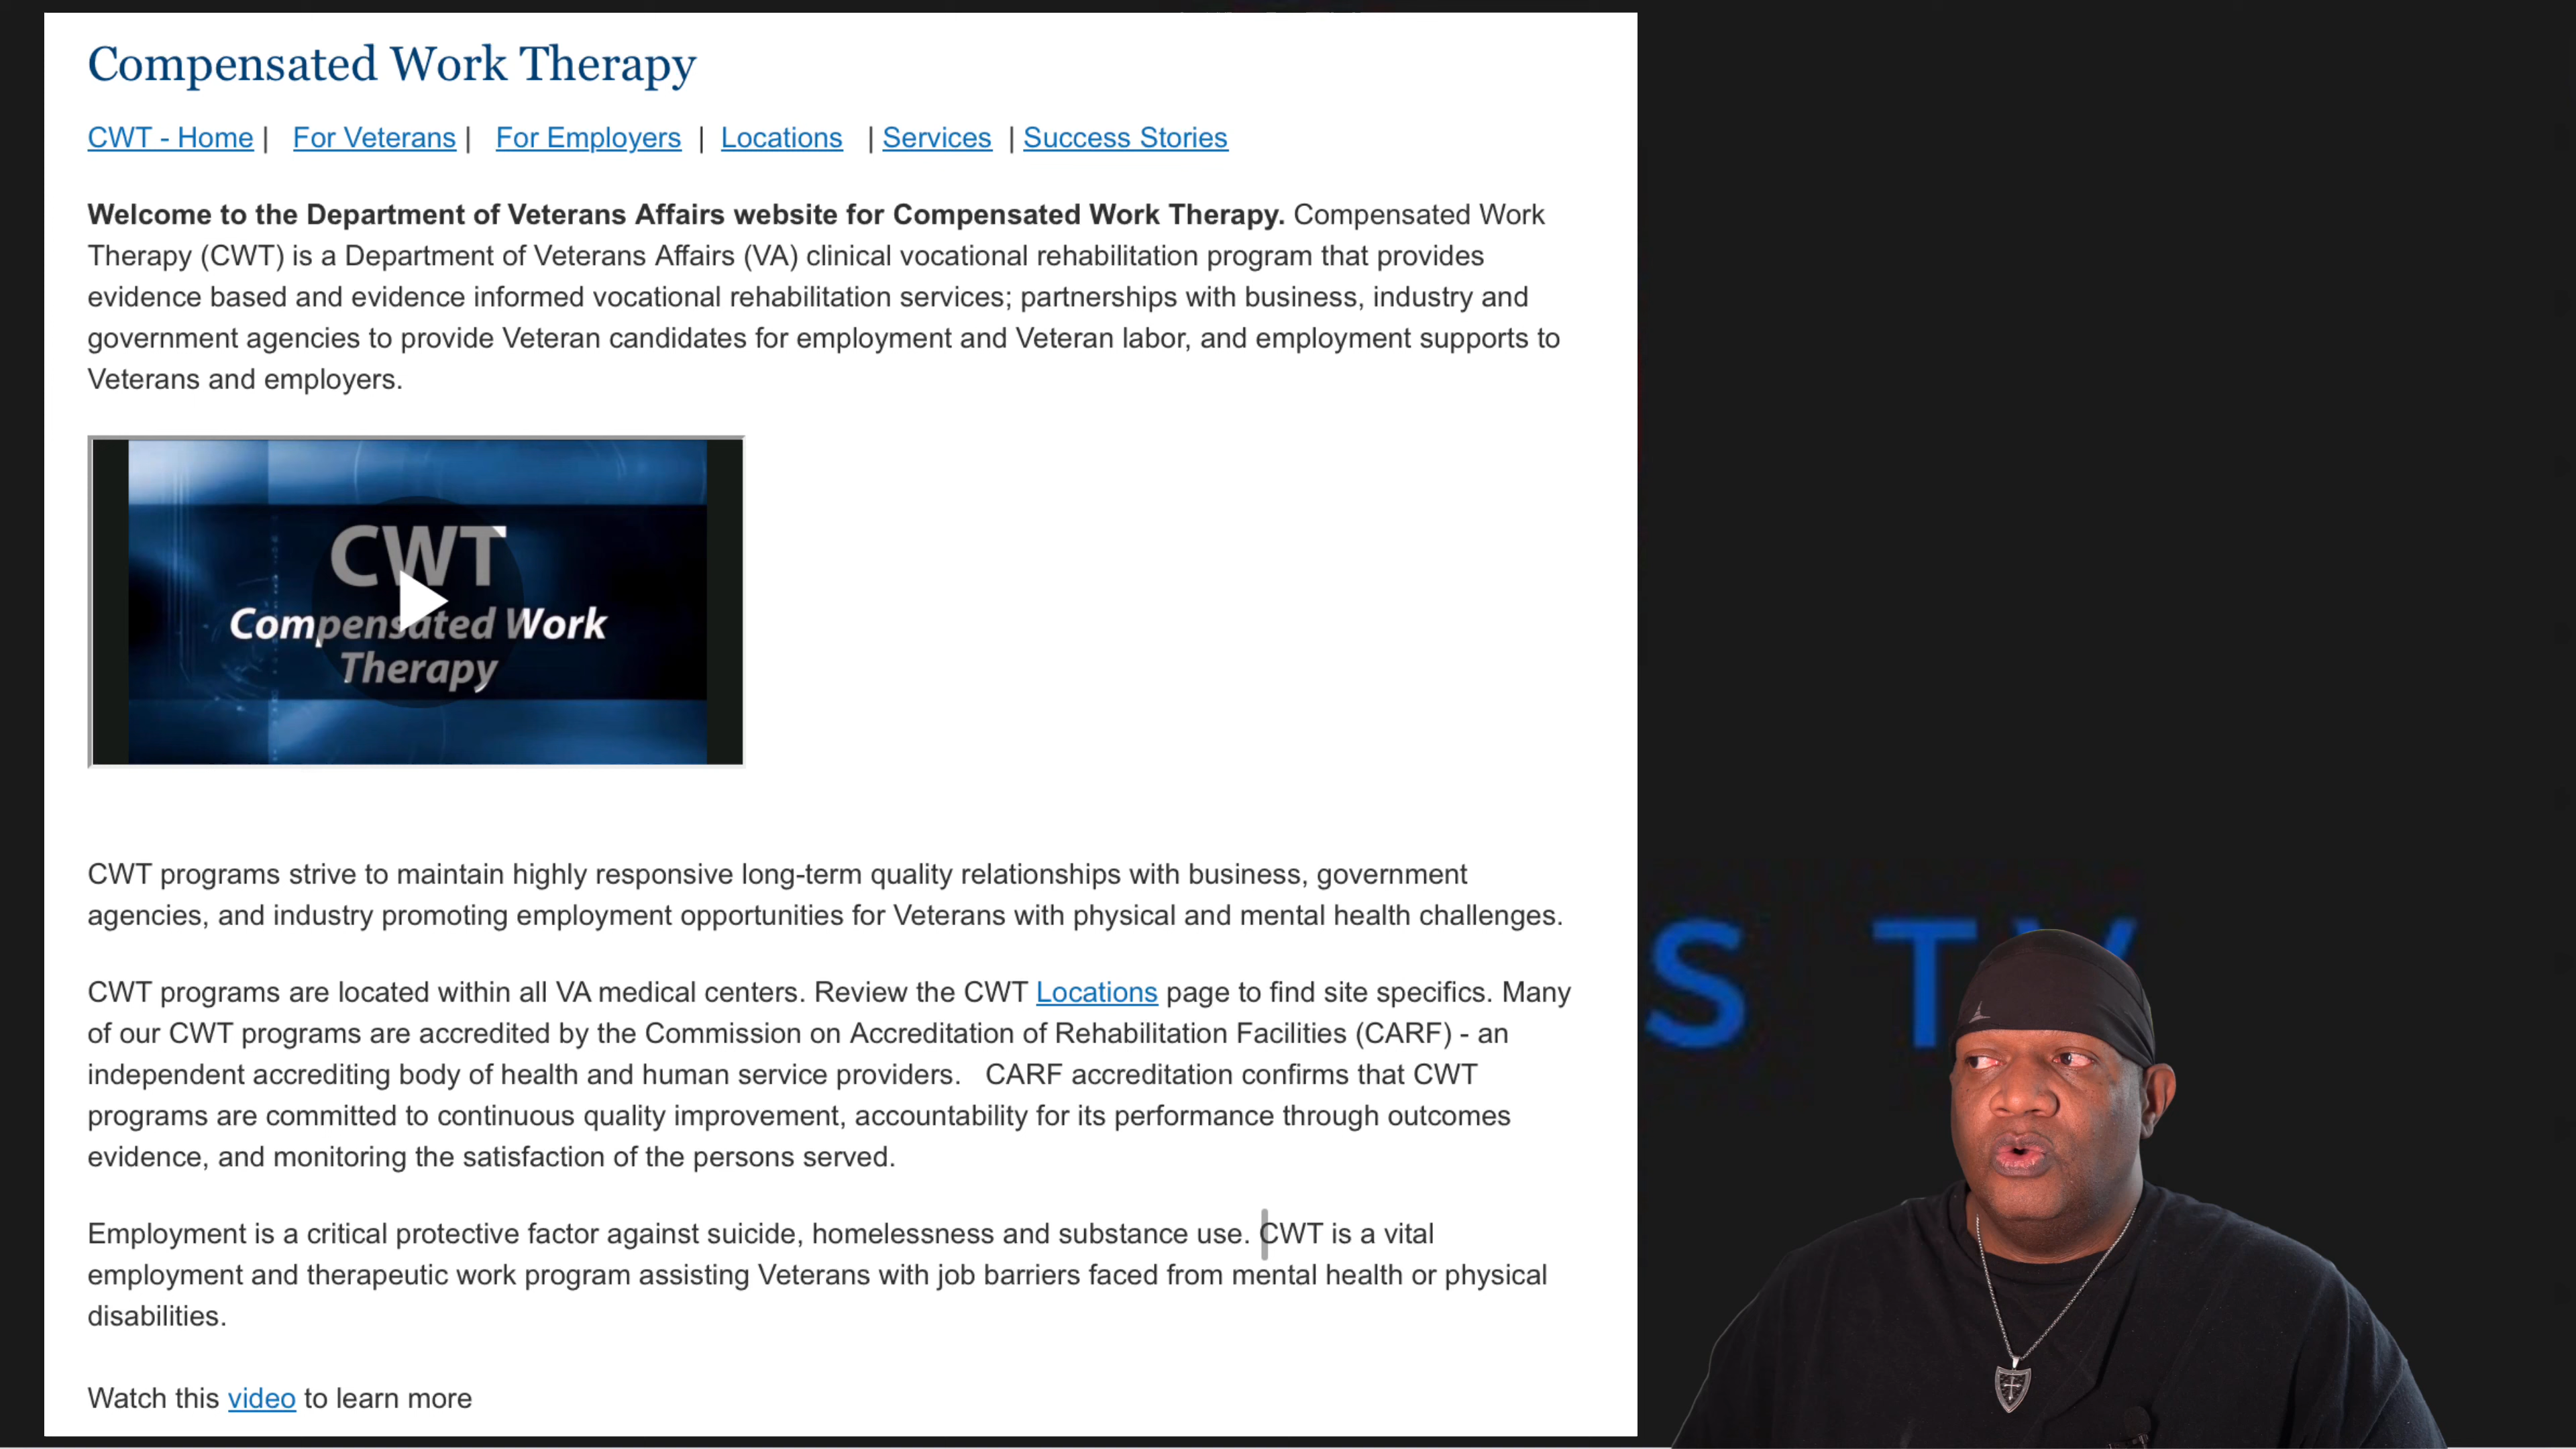 Compensated Work Therapy
CWT - Home | For Veterans | For Employers | Locations | Services | Success Stories
Welcome to the Department of Veterans Affairs website for Compensated Work Therapy. Compensated Work
Therapy (CWT) is a Department of Veterans Affairs (VA) clinical vocational rehabilitation program that provides
evidence based and evidence informed vocational rehabilitation services; partnerships with business, industry and
government agencies to provide Veteran candidates for employment and Veteran labor, and employment supports to
Veterans and employers.
CWT
Compensated Work
Therapy
CWT programs strive to maintain highly responsive long-term quality relationships with business, government
agencies, and industry promoting employment opportunities for Veterans with physical and mental health challenges.
CWT programs are located within all VA medical centers. Review the CWT Locations page to find site specifics. Many
of our CWT programs are accredited by the Commission on Accreditation of Rehabilitation Facilities (CARF) - an
independent accrediting body of health and human service providers. CARF accreditation confirms that CWT
programs are committed to continuous quality improvement, accountability for its performance through outcomes
evidence, and monitoring the satisfaction of the persons served.
Employment is a critical protective factor against suicide, homelessness and substance use. CWT is a vital
employment and therapeutic work program assisting Veterans with job barriers faced from mental health or physical
disabilities.
Watch this video to learn more
S TV